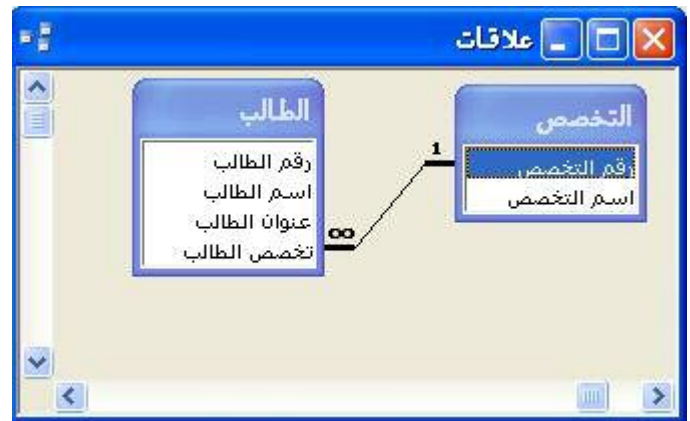 علاقات
التخصص
رقم التخصص
اسم التخصص
1
∞
الطالب
رقم الطالب
اسم الطالب
عنوان الطالب
تخصص الطالب